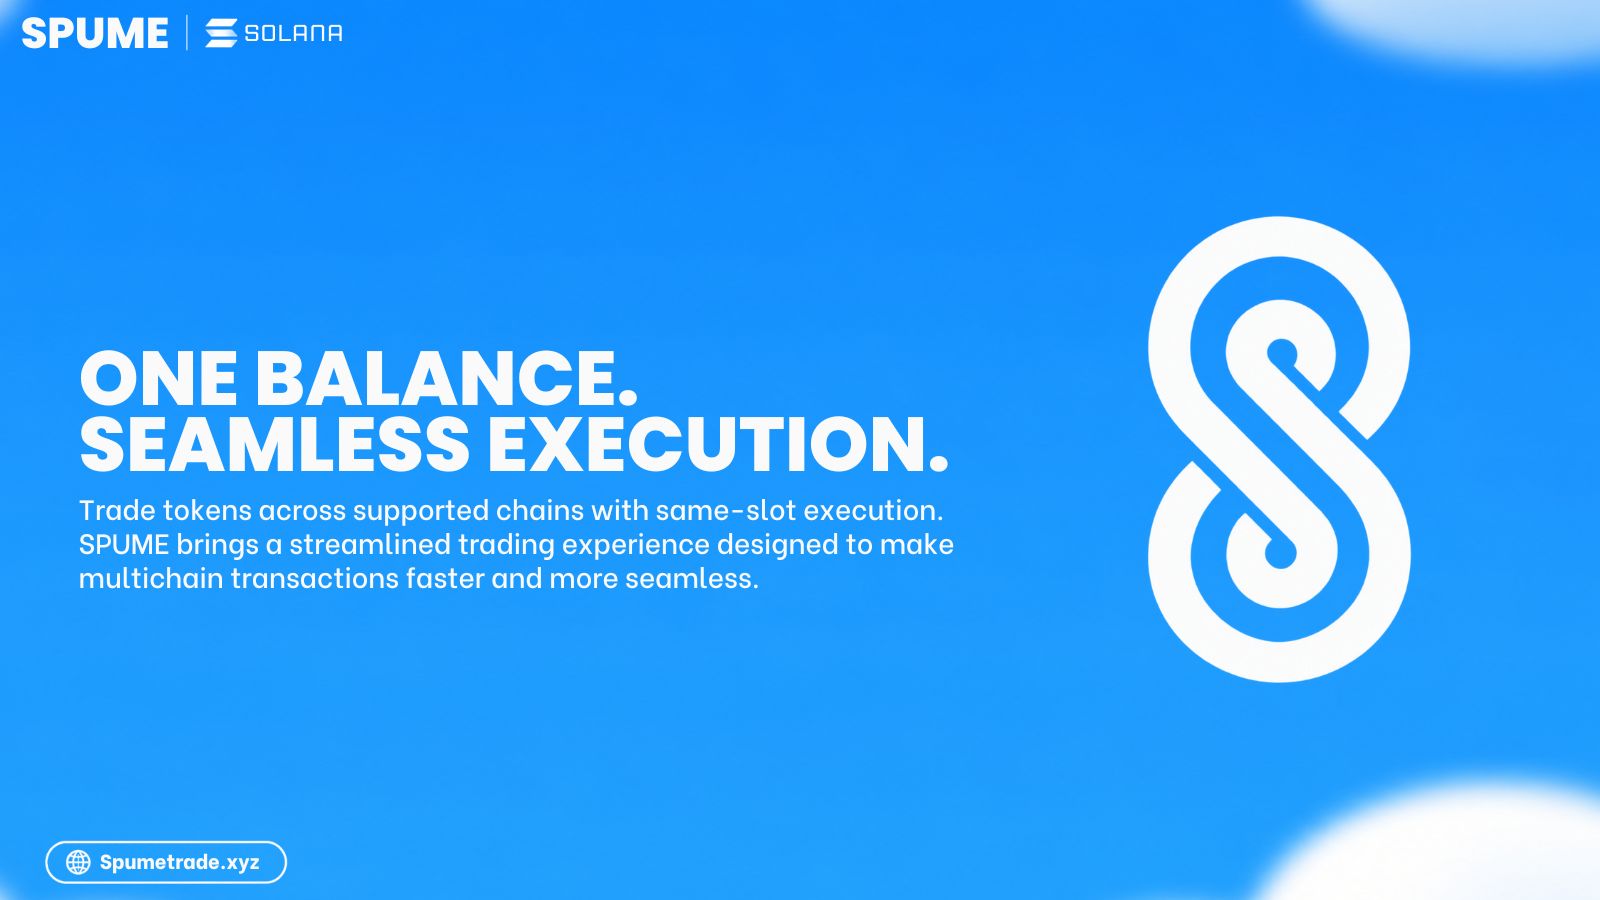 SPUME
SOLANA
ONE BALANCE.
SEAMLESS EXECUTION.
Trade tokens across supported chains with same-slot execution.
SPUME brings a streamlined trading experience designed to make
multichain transactions faster and more seamless.
Spumetrade.xyz